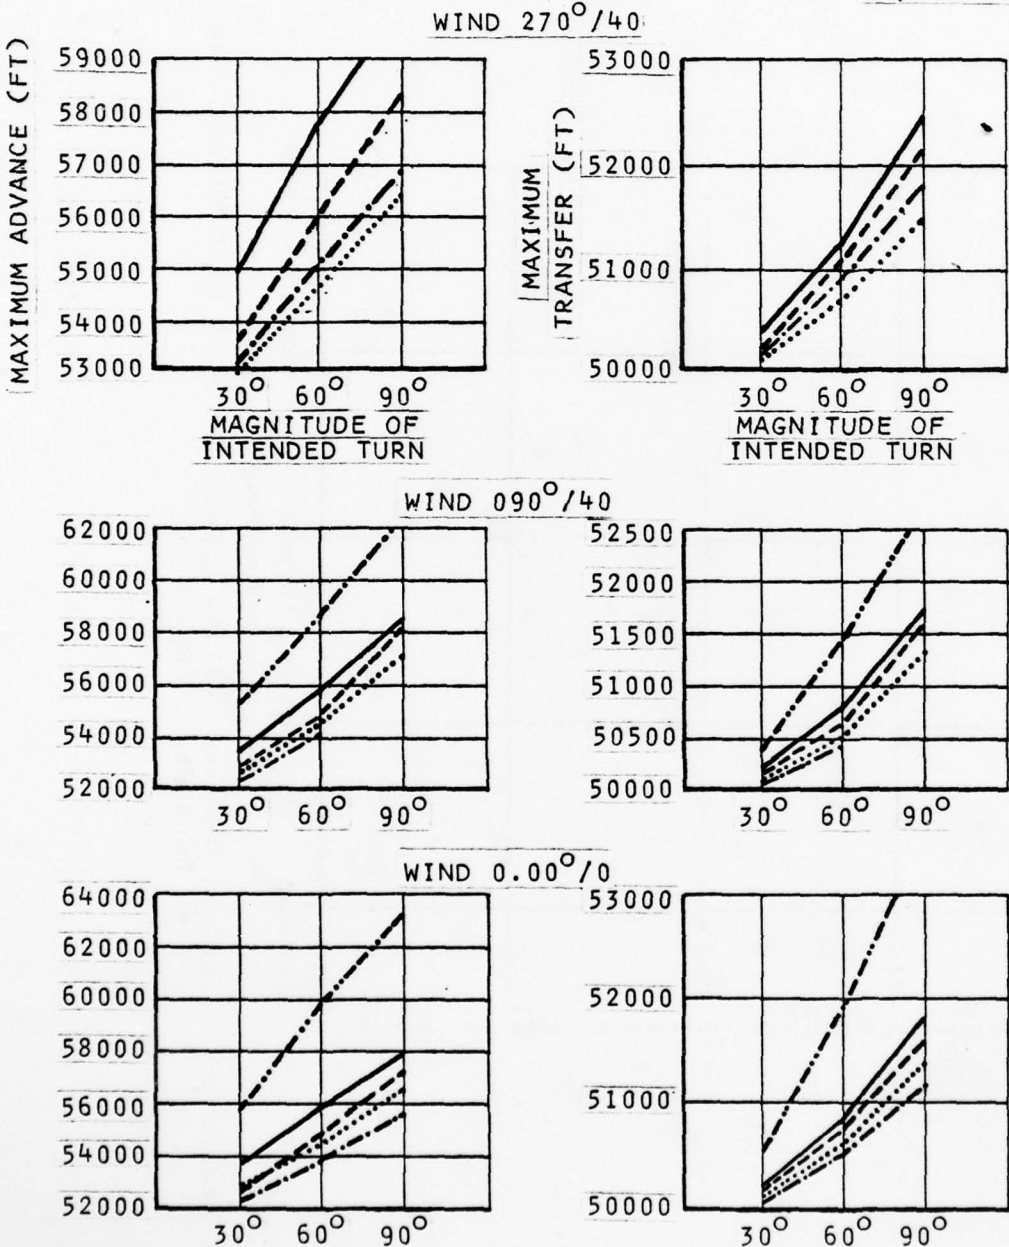 WIND 270°/40
MAXIMUM ADVANCE (FT)
59000
58000
57000
56000
55000
54000
53000
30° 60° 90°
MAGNITUDE OF
INTENDED TURN
MAXIMUM
TRANSFER (FT)
53000
52000
51000
50000
30° 60° 90°
MAGNITUDE OF
INTENDED TURN
WIND 090°/40
62000
60000
58000
56000
54000
52000
30° 60° 90°
52500
52000
51500
51000
50500
50000
30° 60° 90°
WIND 0.00°/0
64000
62000
60000
58000
56000
54000
52000
30° 60° 90°
53000
52000
51000
50000
30° 60° 90°